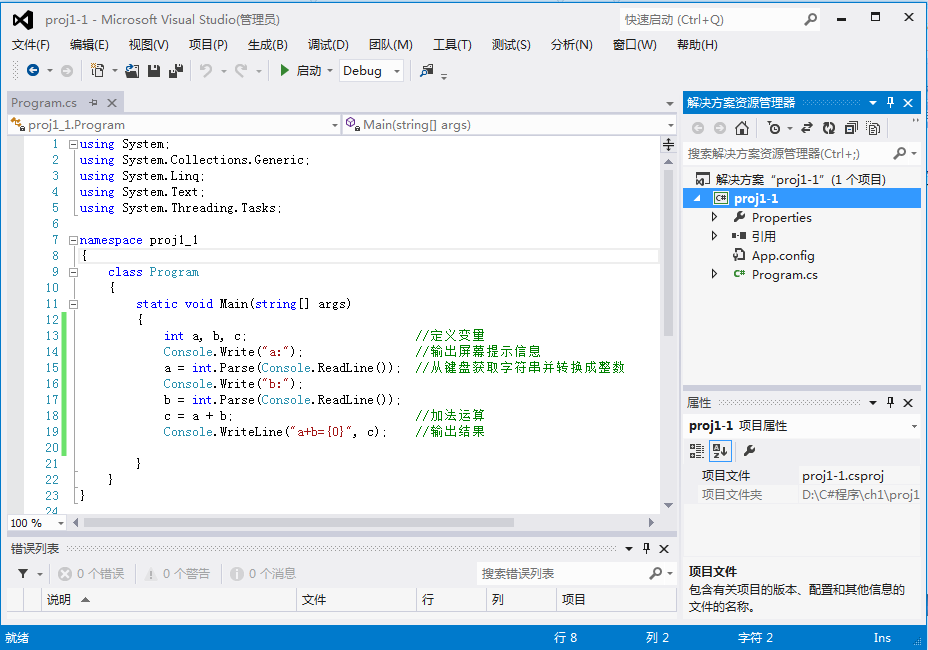 proj1-1 - Microsoft Visual Studio(管理员)
快速启动 (Ctrl+Q)
文件(F) 编辑(E) 视图(V) 项目(P) 生成(B) 调试(D) 团队(M) 工具(T) 测试(S) 分析(N) 窗口(W) 帮助(H)
启动 Debug
Program.cs
proj1_1.Program Main(string[] args)
1 using System;
2 using System.Collections.Generic;
3 using System.Linq;
4 using System.Text;
5 using System.Threading.Tasks;
6
7 namespace proj1_1
8 {
9 class Program
10 {
11 static void Main(string[] args)
12 {
13 int a, b, c; //定义变量
14 Console.Write("a:"); //输出屏幕提示信息
15 a = int.Parse(Console.ReadLine()); //从键盘获取字符串并转换成整数
16 Console.Write("b:");
17 b = int.Parse(Console.ReadLine());
18 c = a + b; //加法运算
19 Console.WriteLine("a+b={0}", c); //输出结果
20
21 }
22 }
23 }
24
100 %
错误列表
0 个错误 0 个警告 0 个消息 搜索错误列表
说明 文件 行 列 项目
解决方案资源管理器
搜索解决方案资源管理器(Ctrl+;)
解决方案 "proj1-1" (1 个项目)
C# proj1-1
Properties
引用
App.config
C# Program.cs
属性
proj1-1 项目属性
项目文件 proj1-1.csproj
项目文件夹 D:\C#程序\ch1\proj1
项目文件
包含有关项目的版本、配置和其他信息的
文件的名称。
就绪 行 8 列 2 字符 2 Ins